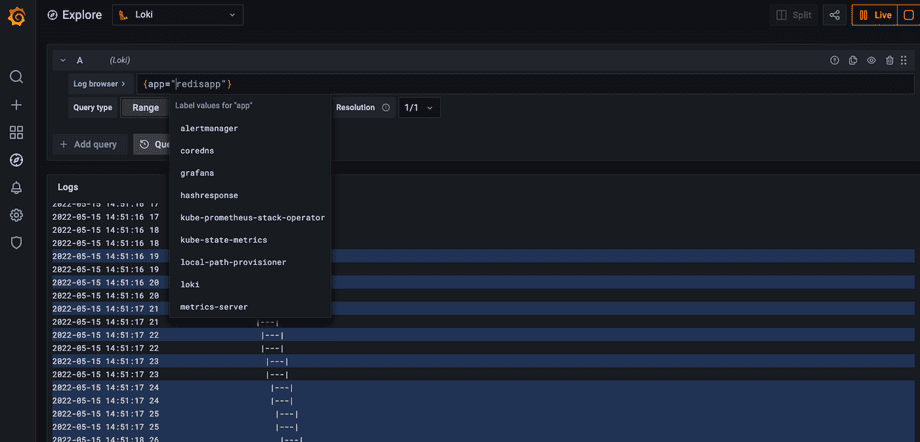 Explore
Loki
Split
Live
A
(Loki)
Log browser >
{app="redisapp"}
Query type
Range
Resolution
1/1
Label values for "app"
+ Add query
alertmanager
coredns
grafana
hashresponse
kube-prometheus-stack-operator
kube-state-metrics
local-path-provisioner
loki
metrics-server
Logs
2022-05-15 14:51:16 17
2022-05-15 14:51:16 17
2022-05-15 14:51:16 18
2022-05-15 14:51:16 18
2022-05-15 14:51:16 19
2022-05-15 14:51:16 19
2022-05-15 14:51:16 20
2022-05-15 14:51:16 20
2022-05-15 14:51:17 21
2022-05-15 14:51:17 21 |---|
2022-05-15 14:51:17 22 |---|
2022-05-15 14:51:17 22 |---|
2022-05-15 14:51:17 23 |---|
2022-05-15 14:51:17 23 |---|
2022-05-15 14:51:17 24 |---|
2022-05-15 14:51:17 24 |---|
2022-05-15 14:51:17 25 |---|
2022-05-15 14:51:17 25 |---|
2022-05-15 14:51:18 26 |---|